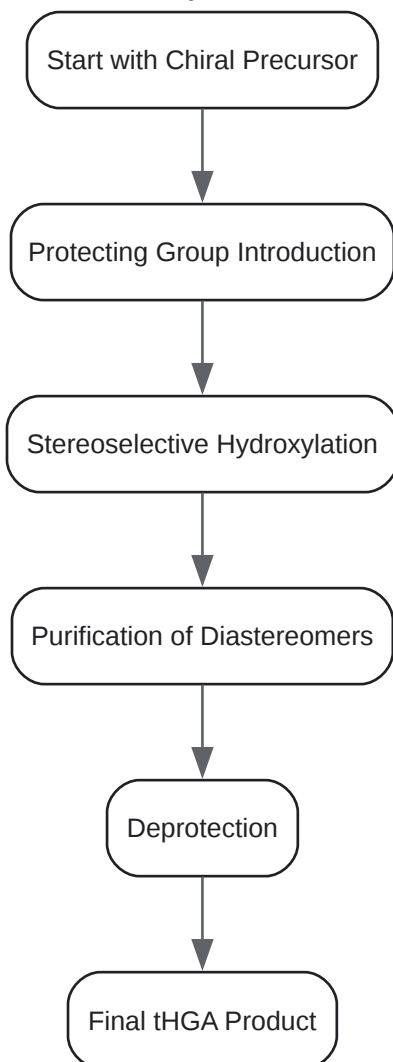 Start with Chiral Precursor
Protecting Group Introduction
Stereoselective Hydroxylation
Purification of Diastereomers
Deprotection
Final tHGA Product